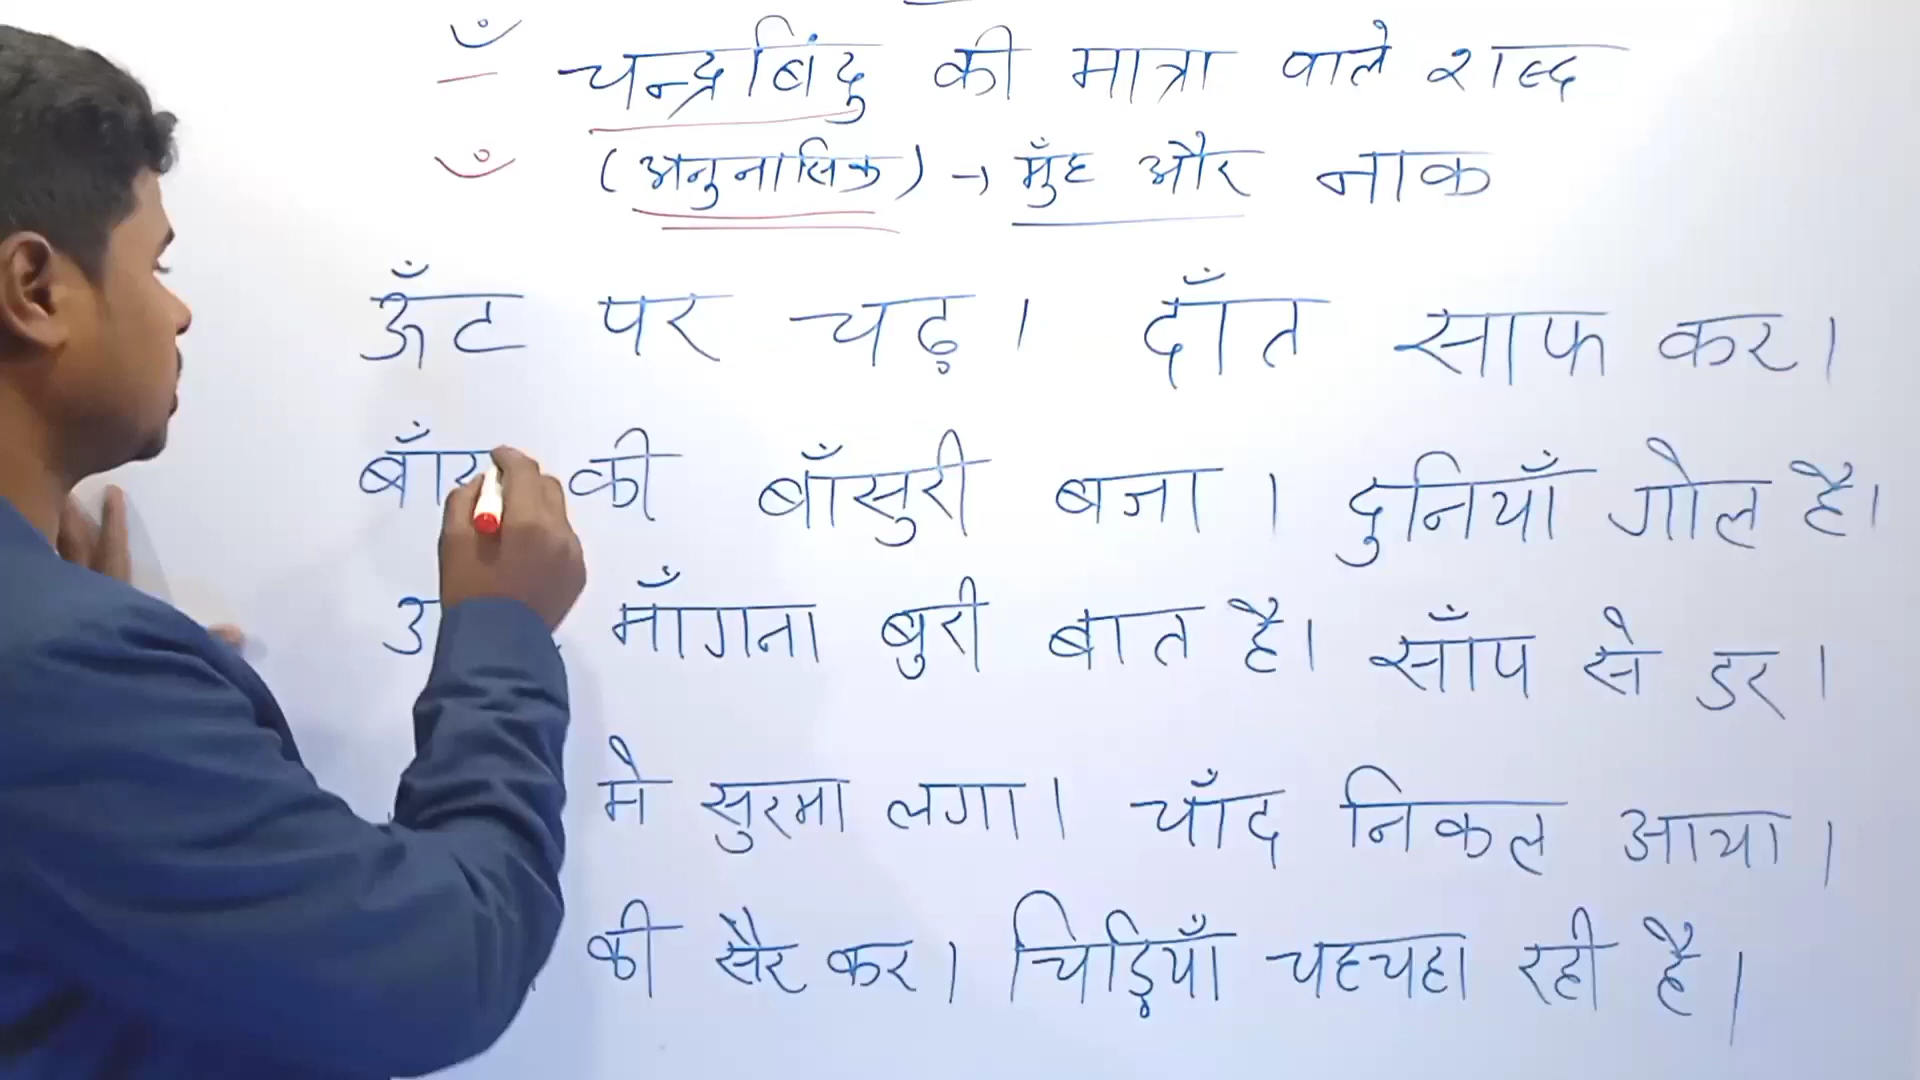 ँ चन्द्रबिंदु की मात्रा वाले शब्द
ँ (अनुनासिक) → मुँह और नाक
ऊँट पर चढ़। दाँत साफ कर।
की बाँसुरी बजा। दुनियाँ गोल है।
माँगना बुरी बात है। साँप से डर।
मे सुरमा लगा। चाँद निकल आया।
की सैर कर। चिड़ियाँ चहचहा रही है।